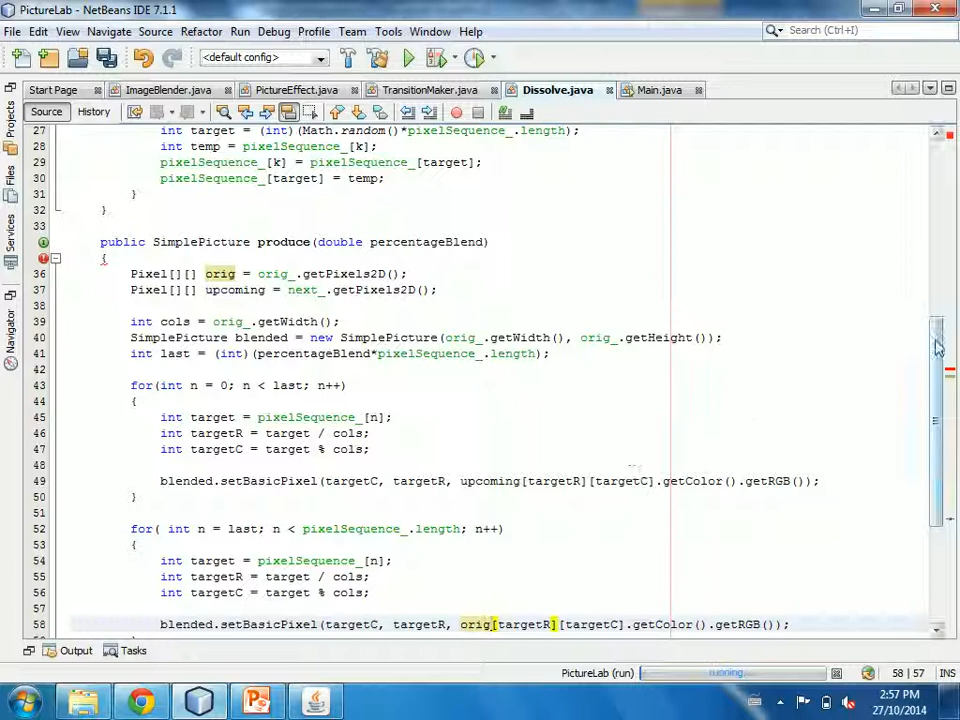 PictureLab - NetBeans IDE 7.1.1
File Edit View Navigate Source Refactor Run Debug Profile Team Tools Window Help
Search (Ctrl+I)
<default config>
Start Page ImageBlender.java PictureEffect.java TransitionMaker.java Dissolve.java Main.java
Source History
Projects
Files
Services
Navigator
27 int target = (int)(Math.random()*pixelSequence_.length);
28 int temp = pixelSequence_[k];
29 pixelSequence_[k] = pixelSequence_[target];
30 pixelSequence_[target] = temp;
31 }
32 }
33
public SimplePicture produce(double percentageBlend)
{
36 Pixel[][] orig = orig_.getPixels2D();
37 Pixel[][] upcoming = next_.getPixels2D();
38
39 int cols = orig_.getWidth();
40 SimplePicture blended = new SimplePicture(orig_.getWidth(), orig_.getHeight());
41 int last = (int)(percentageBlend*pixelSequence_.length);
42
43 for(int n = 0; n < last; n++)
44 {
45 int target = pixelSequence_[n];
46 int targetR = target / cols;
47 int targetC = target % cols;
48
49 blended.setBasicPixel(targetC, targetR, upcoming[targetR][targetC].getColor().getRGB());
50 }
51
52 for( int n = last; n < pixelSequence_.length; n++)
53 {
54 int target = pixelSequence_[n];
55 int targetR = target / cols;
56 int targetC = target % cols;
57
58 blended.setBasicPixel(targetC, targetR, orig[targetR][targetC].getColor().getRGB());
Output Tasks
PictureLab (run) running... 58 | 57 INS
2:57 PM
27/10/2014